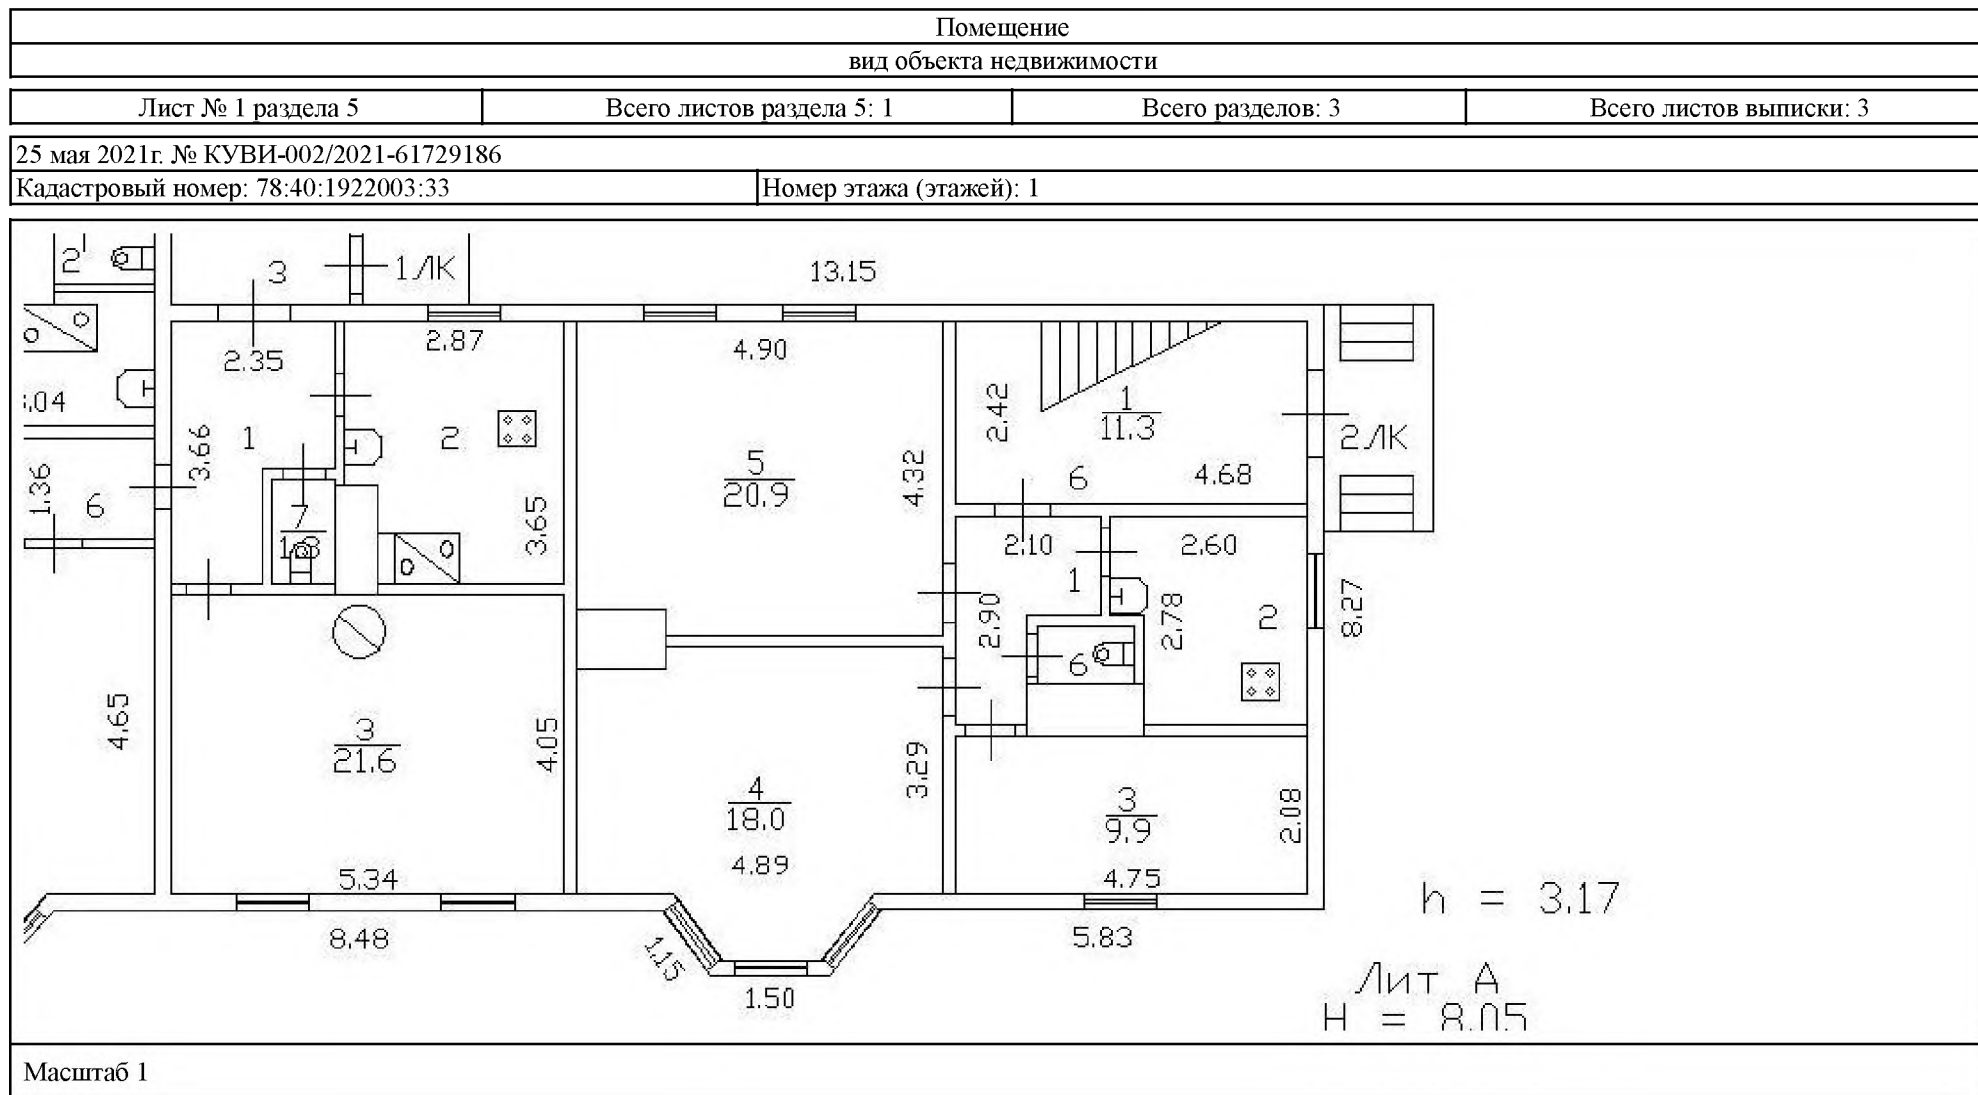 Помещение
вид объекта недвижимости
Лист № 1 раздела 5 Всего листов раздела 5: 1 Всего разделов: 3 Всего листов выписки: 3
25 мая 2021г. № КУВИ-002/2021-61729186
Кадастровый номер: 78:40:1922003:33 Номер этажа (этажей): 1
2 3 1ЛК 13.15
2.35 2.87 4.90
.04 3.66 1 2 2.42 1 11.3 2ЛК
1.36 6 7 3.65 5 20.9 4.32 6 4.68
2.10 2.60
2.90 1 2.78 2 8.27
6
4.65 3 21.6 4.05 4 18.0 3.29 3 9.9 2.08
4.89
5.34 4.75
h = 3.17
8.48 1.15 5.83
1.50
Лит А
H = 8.05
Масштаб 1